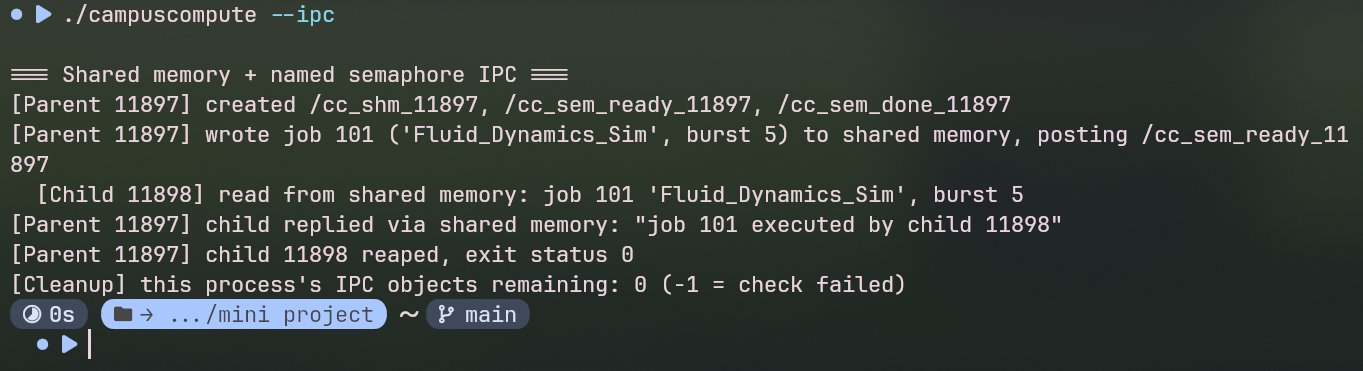 ./campuscompute --ipc
=== Shared memory + named semaphore IPC ===
[Parent 11897] created /cc_shm_11897, /cc_sem_ready_11897, /cc_sem_done_11897
[Parent 11897] wrote job 101 ('Fluid_Dynamics_Sim', burst 5) to shared memory, posting /cc_sem_ready_11
897
  [Child 11898] read from shared memory: job 101 'Fluid_Dynamics_Sim', burst 5
[Parent 11897] child replied via shared memory: "job 101 executed by child 11898"
[Parent 11897] child 11898 reaped, exit status 0
[Cleanup] this process's IPC objects remaining: 0 (-1 = check failed)
0s → .../mini project ~ main